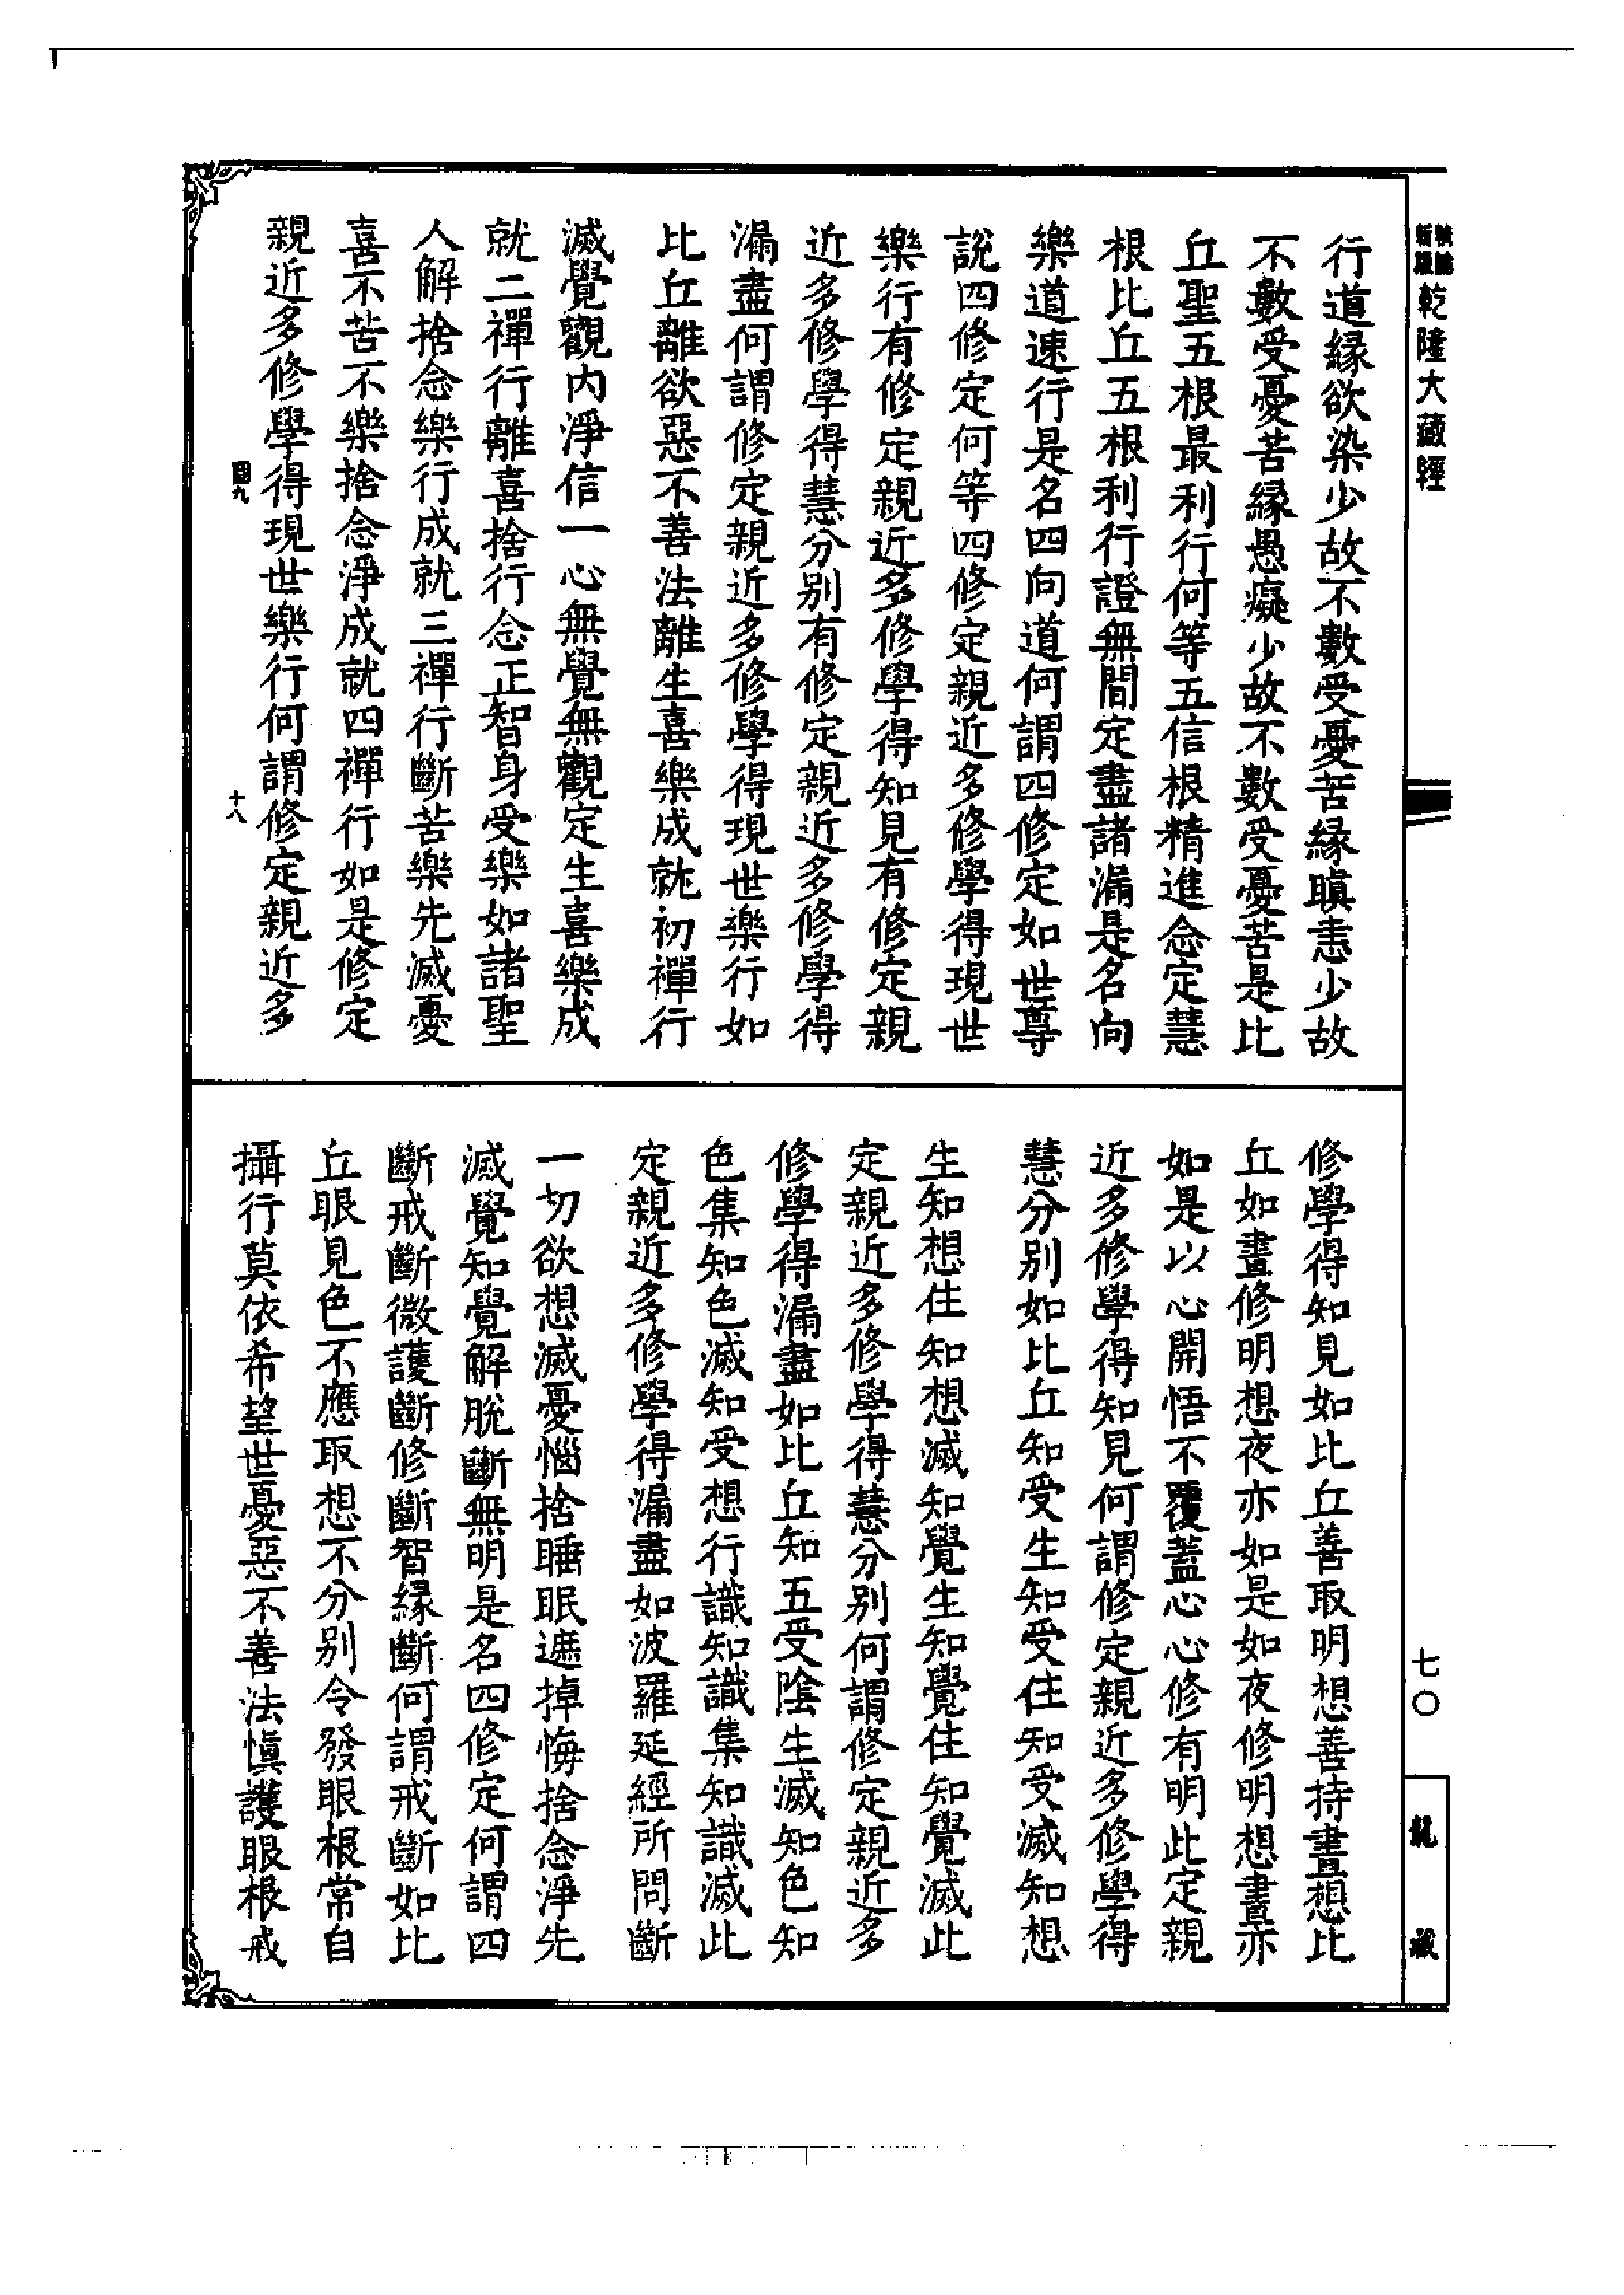 乾隆大藏經
行道緣欲染少故不數受憂苦緣瞋恚少故
不數受憂苦緣愚癡少故不數受憂苦是比
丘聖五根最利行何等五信根精進念定慧
根比丘五根利行證無間定盡諸漏是名向
樂道速行是名四向道何謂四修定如世尊
說四修定何等四修定親近多修學得現世
樂行有修定親近多修學得知見有修定親
近多修學得慧分別有修定親近多修學得
漏盡何謂修定親近多修學得現世樂行如
比丘離欲惡不善法離生喜樂成就初禪行
滅覺觀內淨信一心無覺無觀定生喜樂成
就二禪行離喜捨行念正智身受樂如諸聖
人解捨念樂行成就三禪行斷苦樂先滅憂
喜不苦不樂捨念淨成就四禪行如是修定
親近多修學得現世樂行何謂修定親近多
國九
十八
修學得知見如比丘善取明想善持晝想比
丘如晝修明想夜亦如是如夜修明想晝亦
如是以心開悟不覆蓋心心修有明此定親
近多修學得知見何謂修定親近多修學得
慧分別如比丘知受生知受住知受滅知想
生知想住知想滅知覺生知覺住知覺滅此
定親近多修學得慧分別何謂修定親近多
修學得漏盡如比丘知五受陰生滅知色知
色集知色滅知受想行識知識集知識滅此
定親近多修學得漏盡如波羅延經所問斷
一切欲想滅憂惱捨睡眠遮掉悔捨念淨先
滅覺知覺解脫斷無明是名四修定何謂四
斷戒斷微護斷修斷智緣斷何謂戒斷如比
丘眼見色不應取想不分別令發眼根常自
攝行莫依希望世憂惡不善法慎護眼根戒
七〇
龍藏